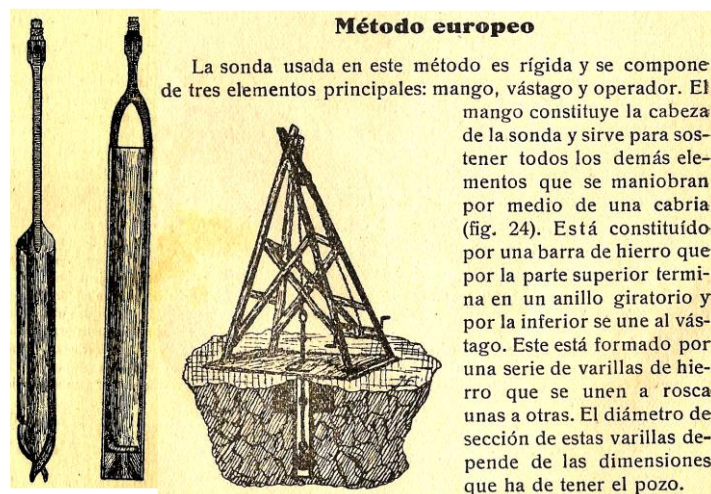 Método europeo
La sonda usada en este método es rígida y se compone
de tres elementos principales: mango, vástago y operador. El
mango constituye la cabeza
de la sonda y sirve para sos-
tener todos los demás ele-
mentos que se maniobran
por medio de una cabria
(fig. 24). Está constituído
por una barra de hierro que
por la parte superior termi-
na en un anillo giratorio y
por la inferior se une al vás-
tago. Este está formado por
una serie de varillas de hie-
rro que se unen a rosca
unas a otras. El diámetro de
sección de estas varillas de-
pende de las dimensiones
que ha de tener el pozo.